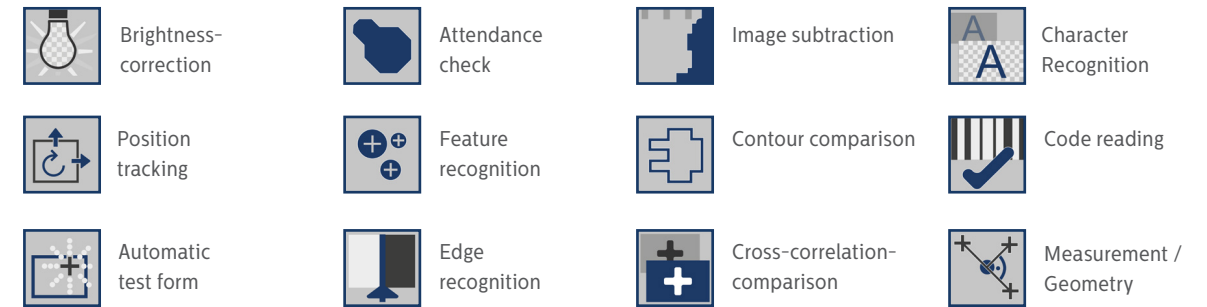 Brightness-
correction
Attendance
check
Image subtraction
A
A
Character
Recognition
Position
tracking
Feature
recognition
Contour comparison
Code reading
Automatic
test form
Edge
recognition
Cross-correlation-
comparison
Measurement /
Geometry